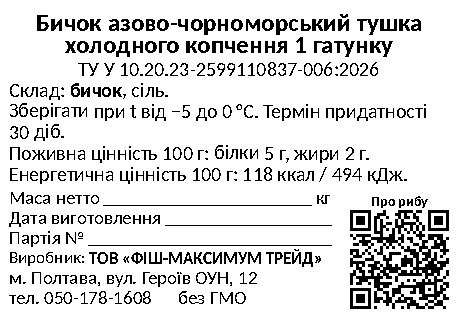 Бичок азово-чорноморський тушка
холодного копчення 1 гатунку
ТУ У 10.20.23-2599110837-006:2026
Склад: бичок, сіль.
Зберігати при t від −5 до 0 °С. Термін придатності
30 діб.
Поживна цінність 100 г: білки 5 г, жири 2 г.
Енергетична цінність 100 г: 118 ккал / 494 кДж.
Маса нетто ________________________ кг
Про рибу
Дата виготовлення ____________________
Партія № _____________________________
Виробник: ТОВ «ФІШ-МАКСИМУМ ТРЕЙД»
м. Полтава, вул. Героїв ОУН, 12
тел. 050-178-1608 без ГМО